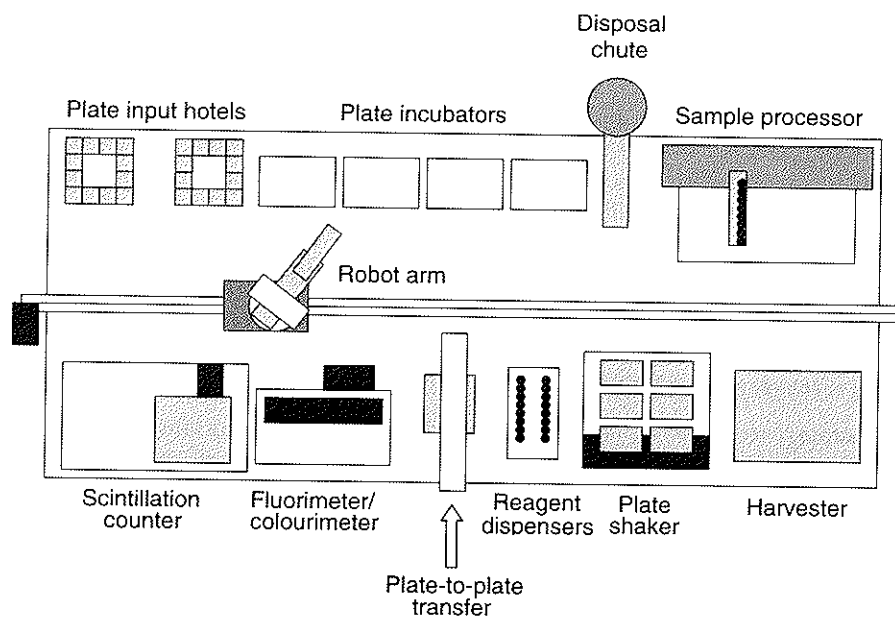 Disposal
chute
Plate input hotels
Plate incubators
Sample processor
Robot arm
Scintillation
counter
Fluorimeter/
colourimeter
Reagent
dispensers
Plate
shaker
Harvester
Plate-to-plate
transfer